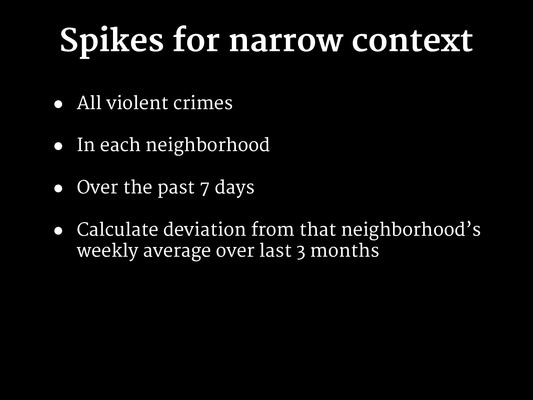 Spikes for narrow context
● All violent crimes
● In each neighborhood
● Over the past 7 days
● Calculate deviation from that neighborhood’s
weekly average over last 3 months